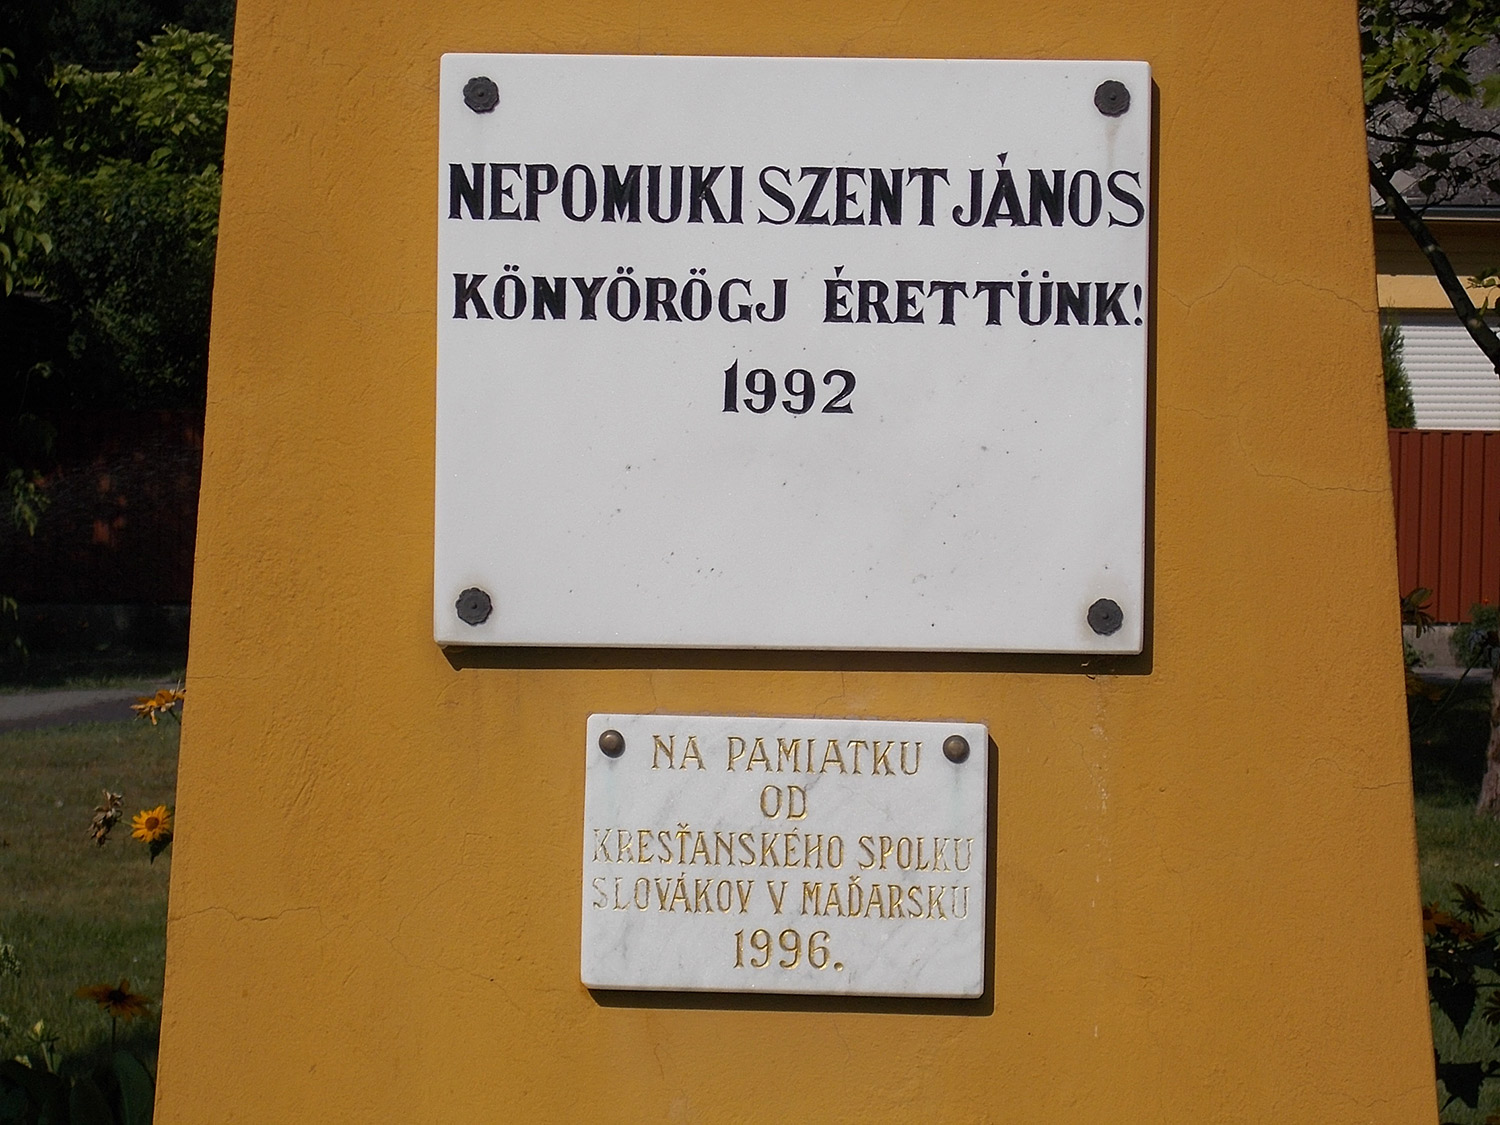 NEPOMUKI SZENT JÁNOS
KÖNYÖRÖGJ ÉRETTÜNK!
1992
NA PAMIATKU
OD
KRESŤANSKÉHO SPOLKU
SLOVÁKOV V MAĎARSKU
1996.